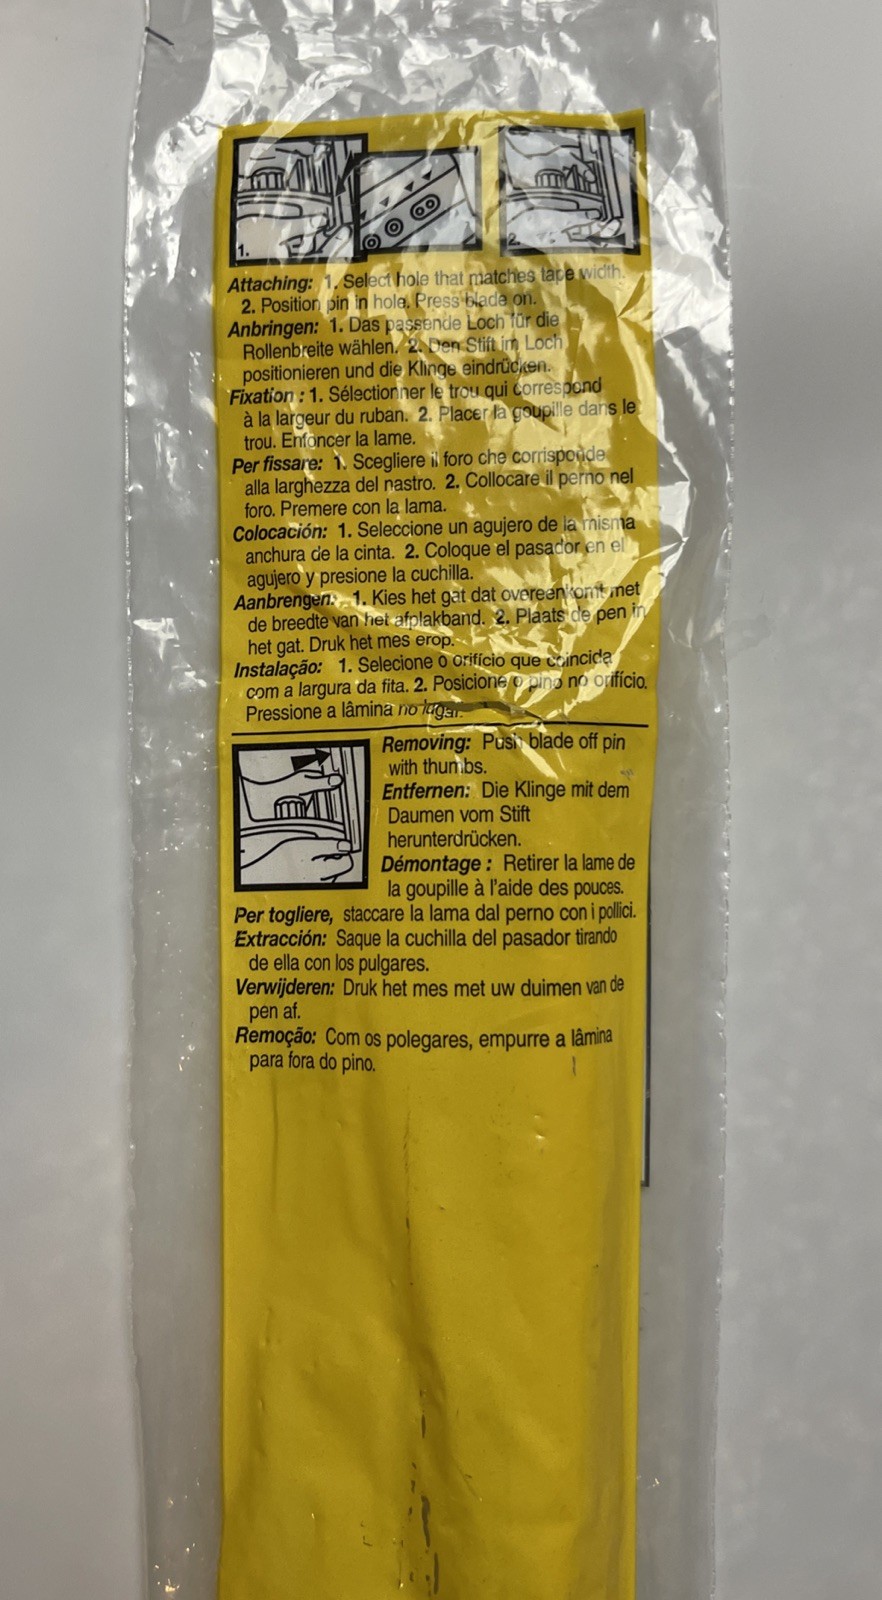 1.
2.
Attaching: 1. Select hole that matches tape width.
2. Position pin in hole. Press blade on.
Anbringen: 1. Das passende Loch für die
Rollenbreite wählen. 2. Den Stift im Loch
positionieren und die Klinge eindrücken.
Fixation : 1. Sélectionner le trou qui correspond
à la largeur du ruban. 2. Placer la goupille dans le
trou. Enfoncer la lame.
Per fissare: 1. Scegliere il foro che corrisponde
alla larghezza del nastro. 2. Collocare il perno nel
foro. Premere con la lama.
Colocación: 1. Seleccione un agujero de la misma
anchura de la cinta. 2. Coloque el pasador en el
agujero y presione la cuchilla.
Aanbrengen: 1. Kies het gat dat overeenkomt met
de breedte van het afplakband. 2. Plaats de pen in
het gat. Druk het mes erop.
Instalação: 1. Selecione o orifício que coincida
com a largura da fita. 2. Posicione o pino no orifício.
Pressione a lâmina no lugar.
Removing: Push blade off pin
with thumbs.
Entfernen: Die Klinge mit dem
Daumen vom Stift
herunterdrücken.
Démontage : Retirer la lame de
la goupille à l'aide des pouces.
Per togliere, staccare la lama dal perno con i pollici.
Extracción: Saque la cuchilla del pasador tirando
de ella con los pulgares.
Verwijderen: Druk het mes met uw duimen van de
pen af.
Remoção: Com os polegares, empurre a lâmina
para fora do pino.